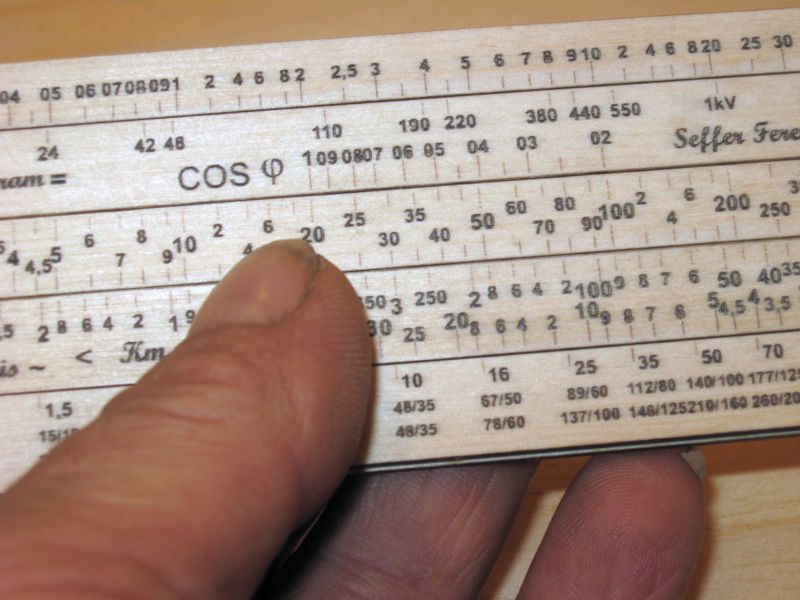 04 05 06 07 08 09 1 2 4 6 8 2 2,5 3 4 5 6 7 8 9 10 2 4 6 8 20 25 30
110 190 220 380 440 550 1kV
24 42 48 1 09 08 07 06 05 04 03 02
= COS φ Seffer
5 4 4,5 5 6 7 8 9 10 2 4 6 20 25 30 35 40 50 60 70 80 90 100 2 4 6 200 250
2 8 6 4 2 1 9 3 250 2 8 6 4 2 100 9 8 7 6 50 40 35
30 25 20 8 6 4 2 10 9 8 7 6 5 4,5 4 3,5
~ < Km
1,5 10 16 25 35 50 70
48/35 67/50 89/60 112/80 140/100
48/35 78/60 137/100 148/125 210/160